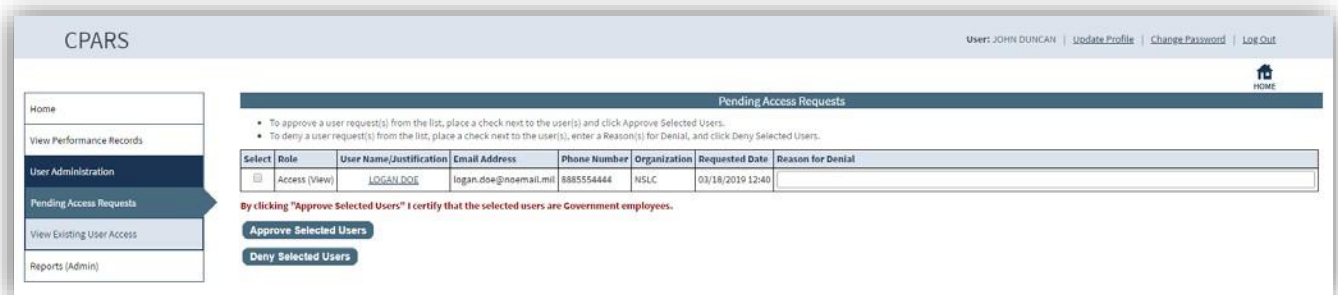 CPARS
User: JOHN DUNCAN | Update Profile | Change Password | Log Out
HOME
Home
View Performance Records
User Administration
Pending Access Requests
View Existing User Access
Reports (Admin)
Pending Access Requests
• To approve a user request(s) from the list, place a check next to the user(s) and click Approve Selected Users.
• To deny a user request(s) from the list, place a check next to the user(s), enter a Reason(s) for Denial, and click Deny Selected Users.
Select Role User Name/Justification Email Address Phone Number Organization Requested Date Reason for Denial
Access (View) LOGAN DOE logan.doe@noemail.mil 8885554444 NSLC 03/18/2019 12:40
By clicking "Approve Selected Users" I certify that the selected users are Government employees.
Approve Selected Users
Deny Selected Users